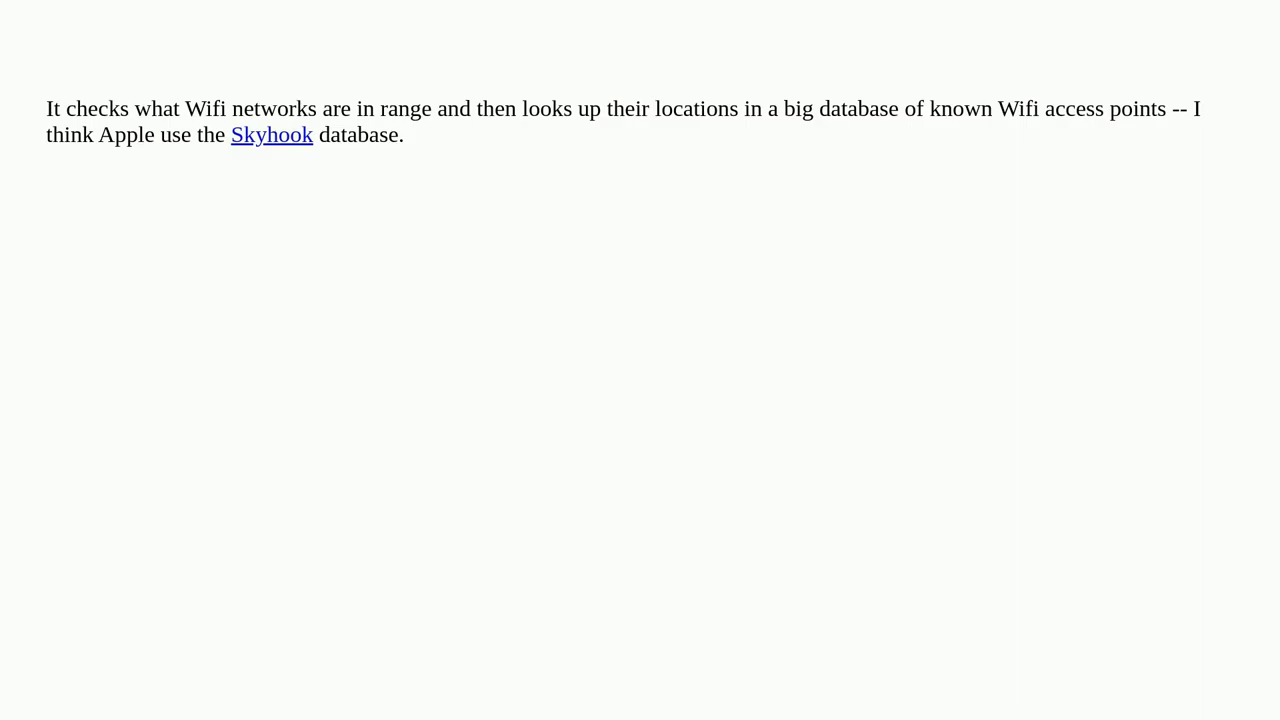 It checks what Wifi networks are in range and then looks up their locations in a big database of known Wifi access points -- I
think Apple use the Skyhook database.